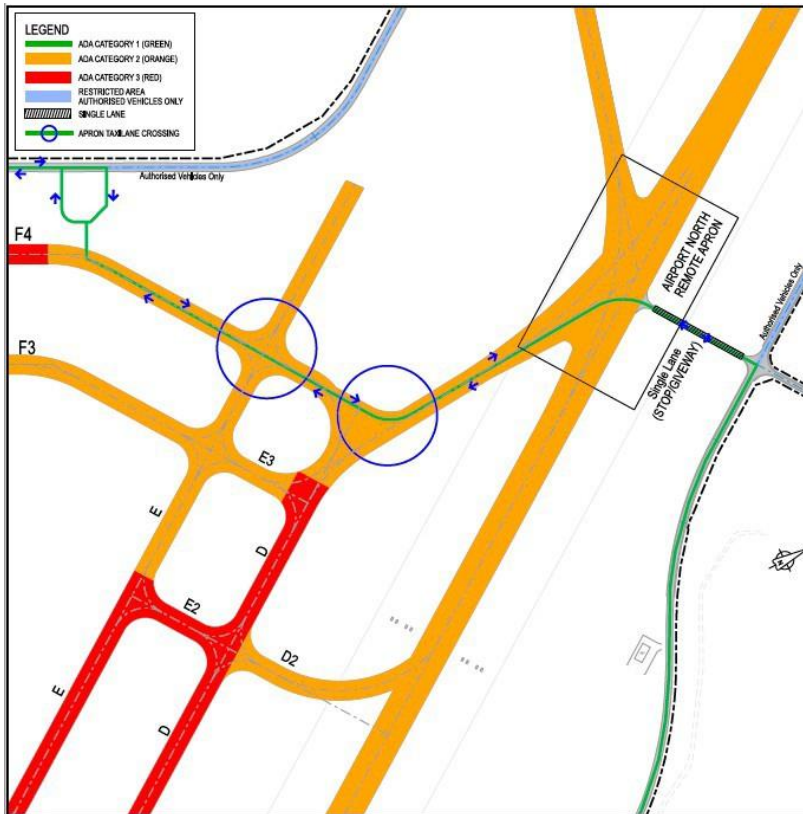 LEGEND
ADA CATEGORY 1 (GREEN)
ADA CATEGORY 2 (ORANGE)
ADA CATEGORY 3 (RED)
RESTRICTED AREA
AUTHORISED VEHICLES ONLY
SINGLE LANE
APRON TAXILANE CROSSING
Authorised Vehicles Only
F4
F3
AIRPORT NORTH
REMOTE APRON
Authorised Vehicles Only
Single Lane
(STOP/GIVEWAY)
E3
E
D
E2
D2
E
D